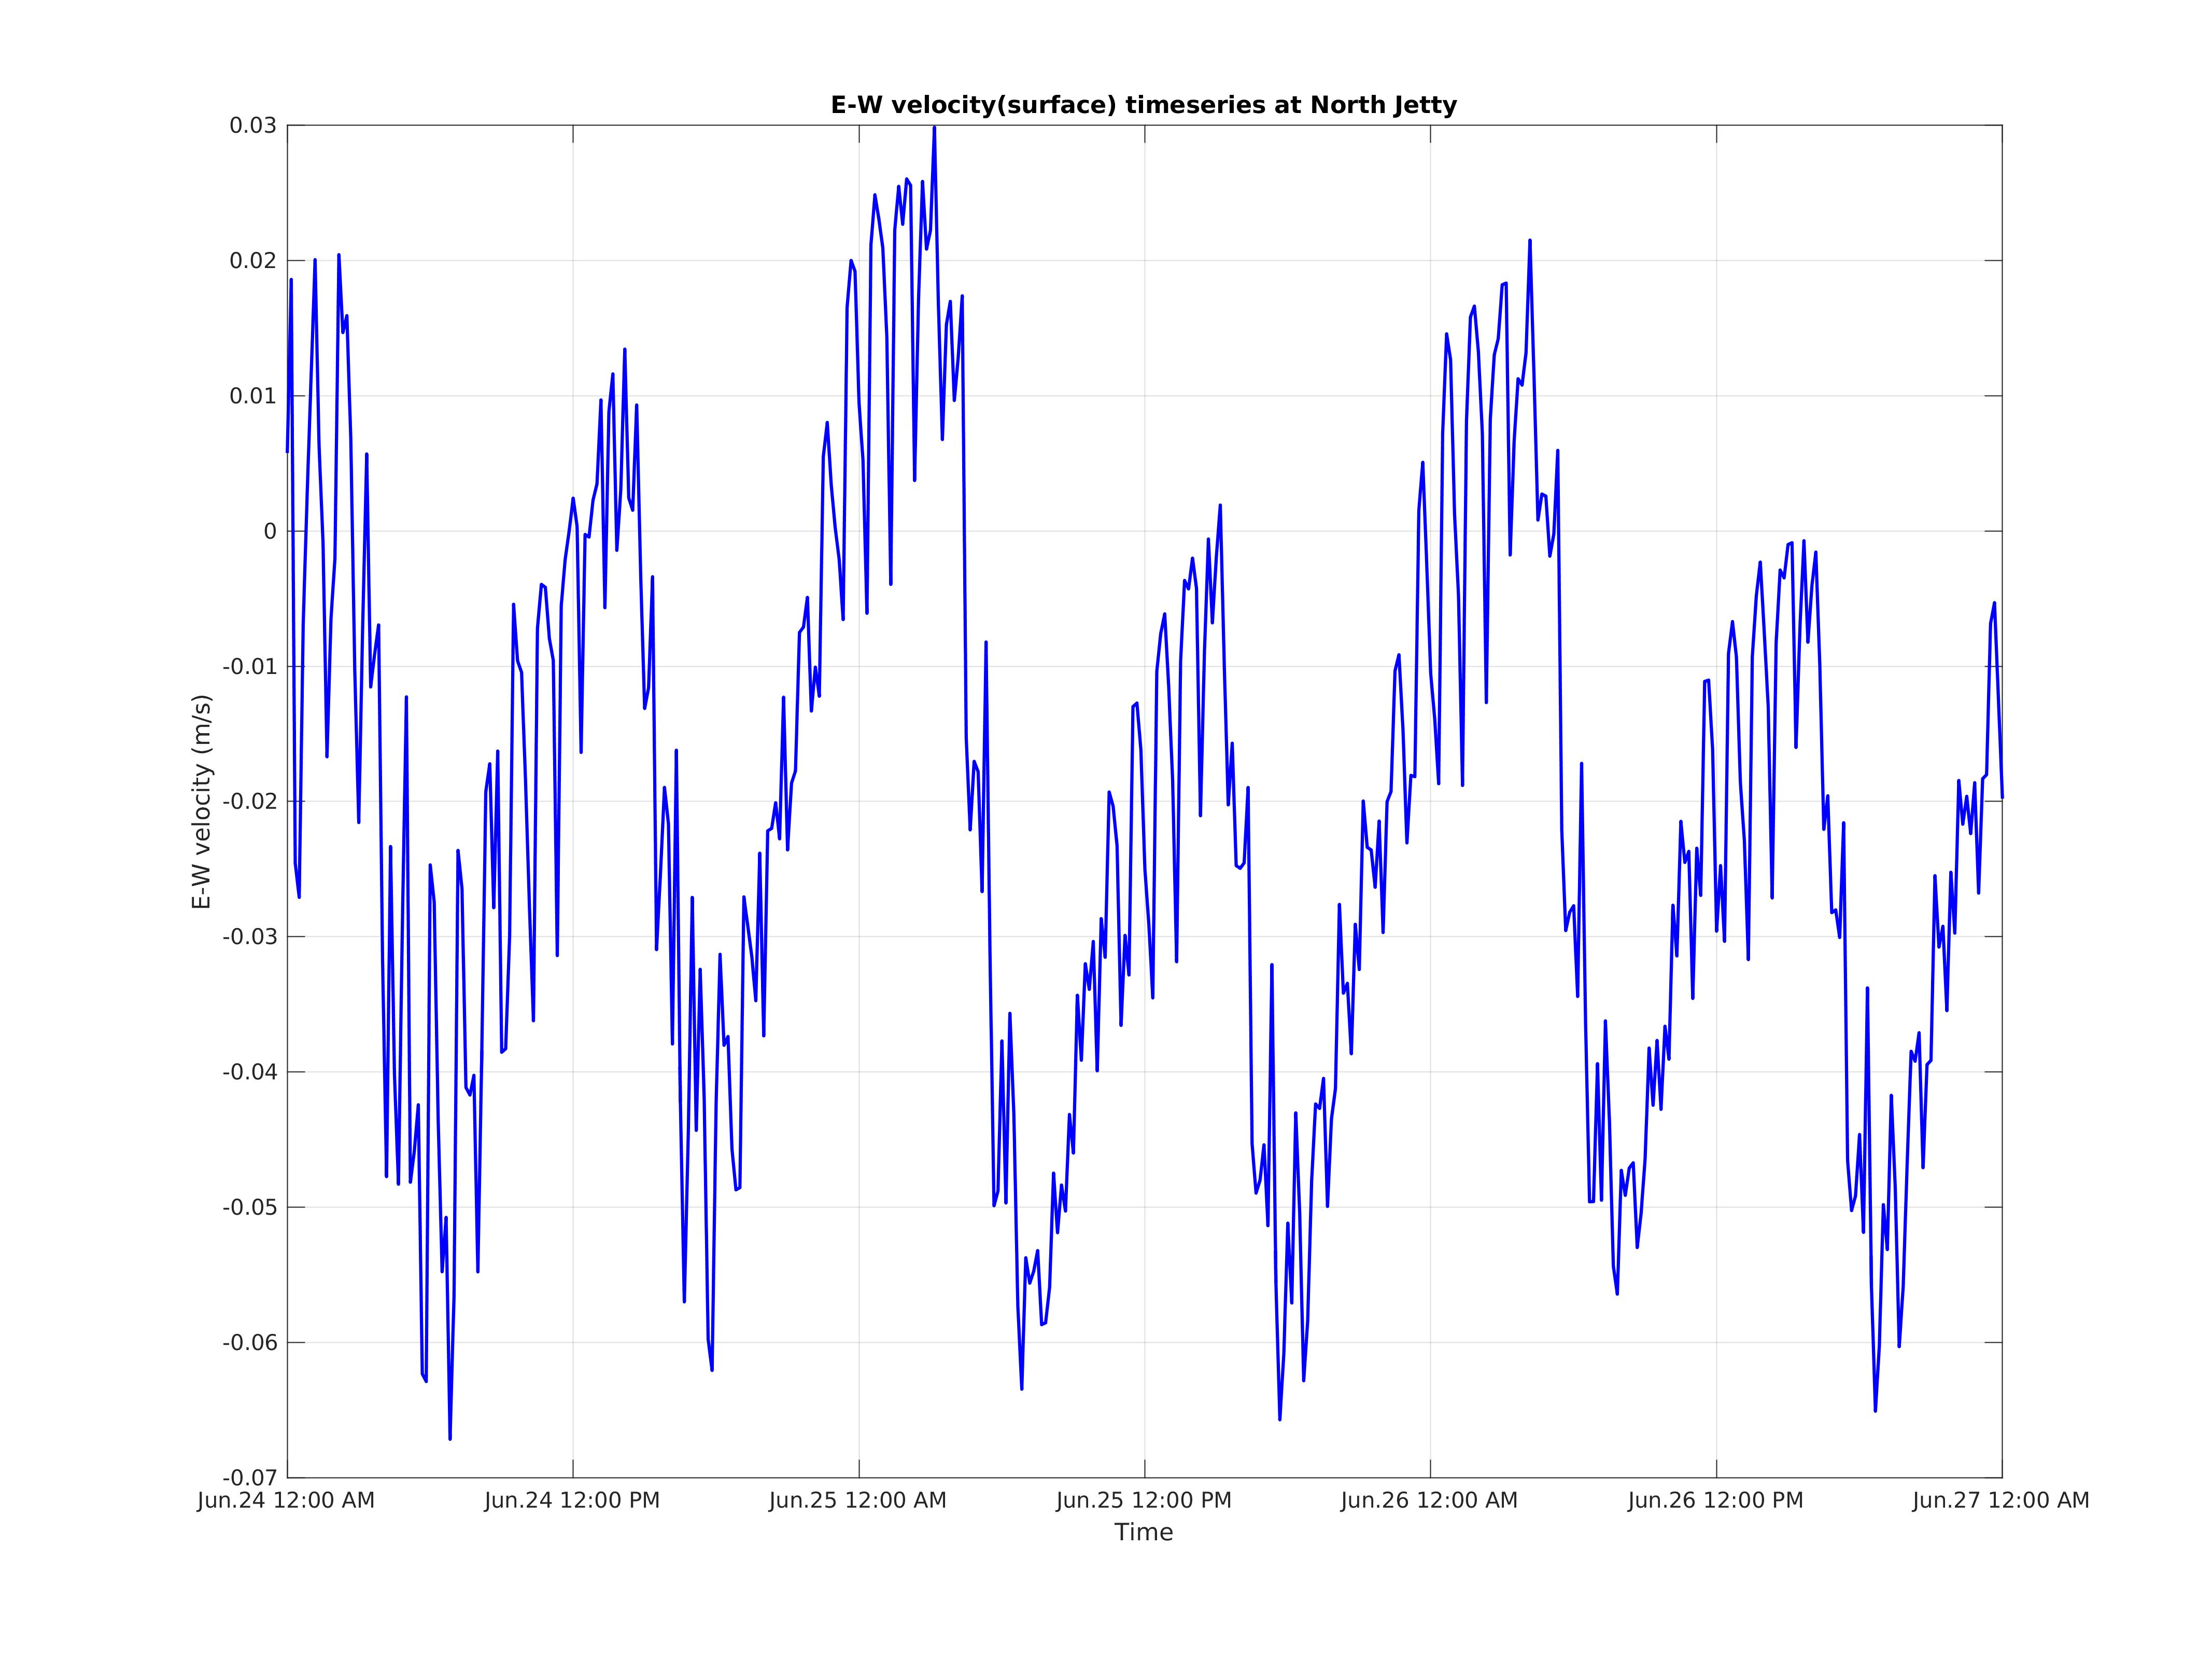 E-W velocity(surface) timeseries at North Jetty
0.03
0.02
0.01
0
-0.01
-0.02
-0.03
-0.04
-0.05
-0.06
-0.07
E-W velocity (m/s)
Jun.24 12:00 AM
Jun.24 12:00 PM
Jun.25 12:00 AM
Jun.25 12:00 PM
Jun.26 12:00 AM
Jun.26 12:00 PM
Jun.27 12:00 AM
Time